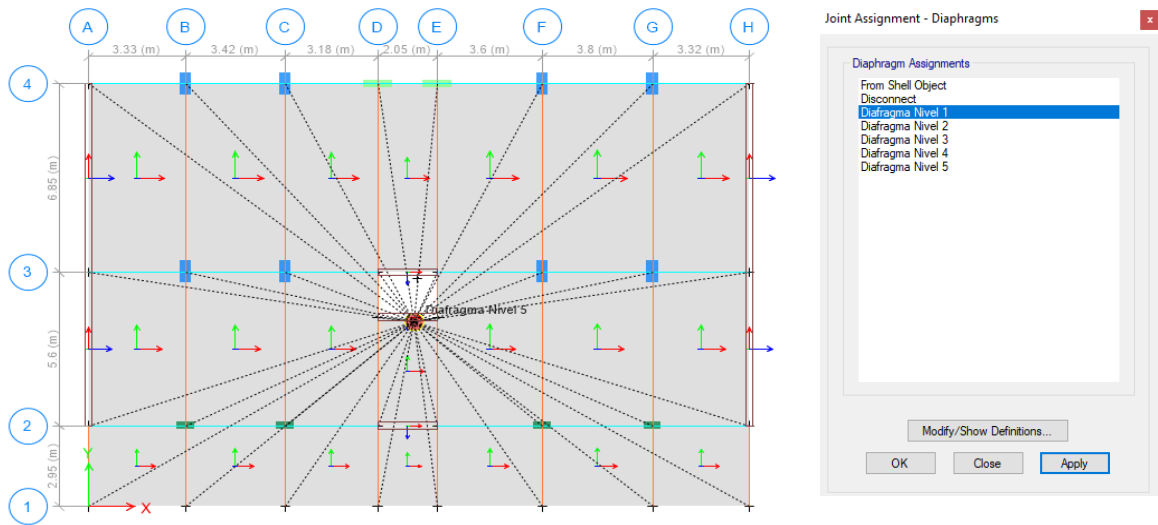 A B C D E F G H
3.33 (m) 3.42 (m) 3.18 (m) 2.05 (m) 3.6 (m) 3.8 (m) 3.32 (m)
4
6.85 (m)
3
Diafragma Nivel 5
5.6 (m)
2
Y
2.95 (m)
1
X
Joint Assignment - Diaphragms
x
Diaphragm Assignments
From Shell Object
Disconnect
Diafragma Nivel 1
Diafragma Nivel 2
Diafragma Nivel 3
Diafragma Nivel 4
Diafragma Nivel 5
Modify/Show Definitions...
OK Close Apply